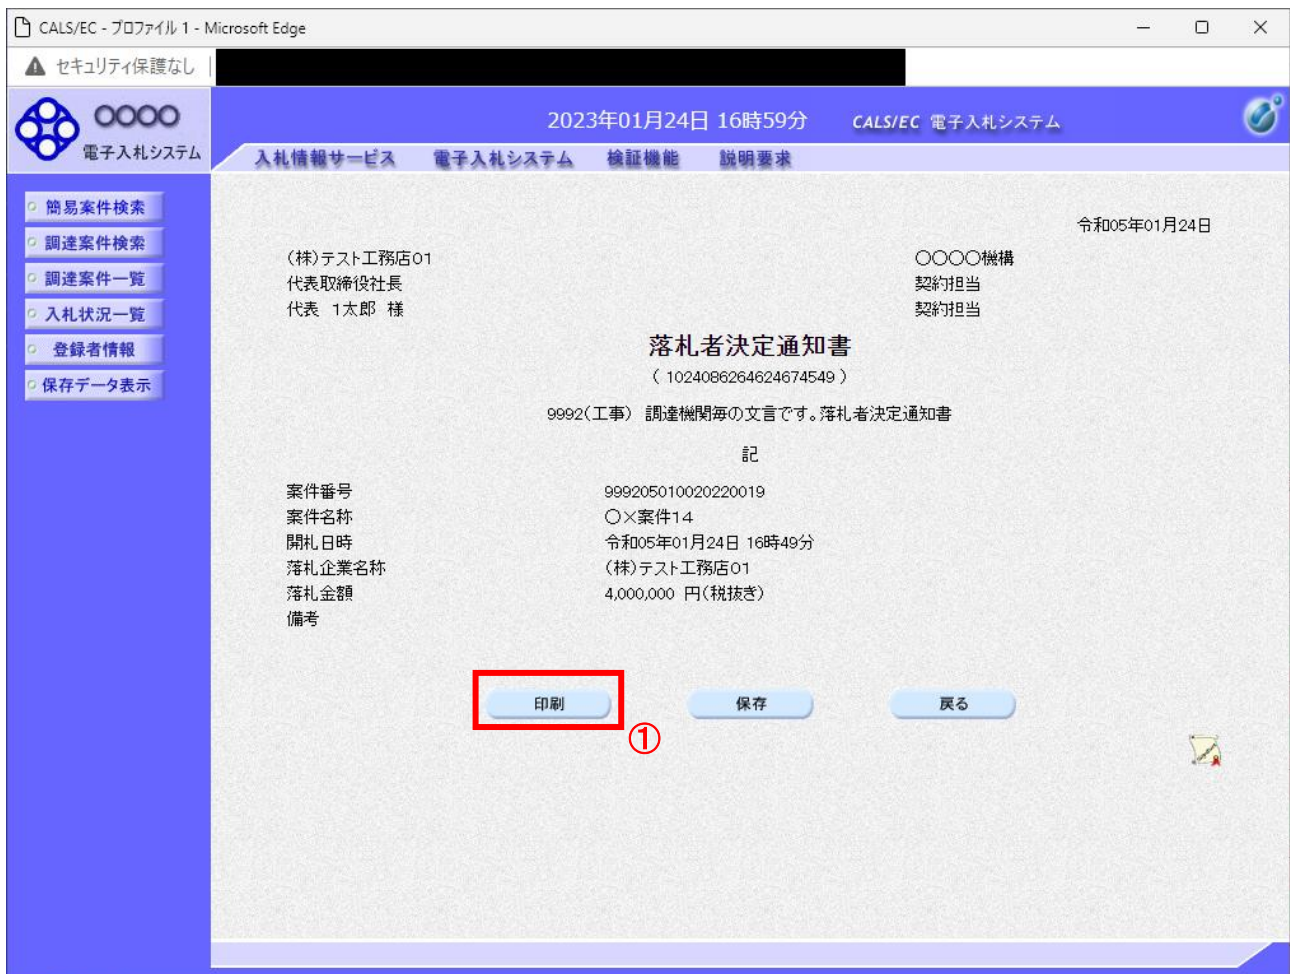 CALS/EC - プロファイル 1 - Microsoft Edge
セキュリティ保護なし
〇〇〇〇
電子入札システム
2023年01月24日 16時59分 CALS/EC 電子入札システム
入札情報サービス 電子入札システム 検証機能 説明要求
簡易案件検索
調達案件検索
調達案件一覧
入札状況一覧
登録者情報
保存データ表示
令和05年01月24日
(株)テスト工務店01 〇〇〇〇機構
代表取締役社長 契約担当
代表 1太郎 様 契約担当
落札者決定通知書
( 1024086264624674549 )
9992(工事) 調達機関毎の文言です。落札者決定通知書
記
案件番号 999205010020220019
案件名称 〇×案件14
開札日時 令和05年01月24日 16時49分
落札企業名称 (株)テスト工務店01
落札金額 4,000,000 円(税抜き)
備考
印刷 保存 戻る
①